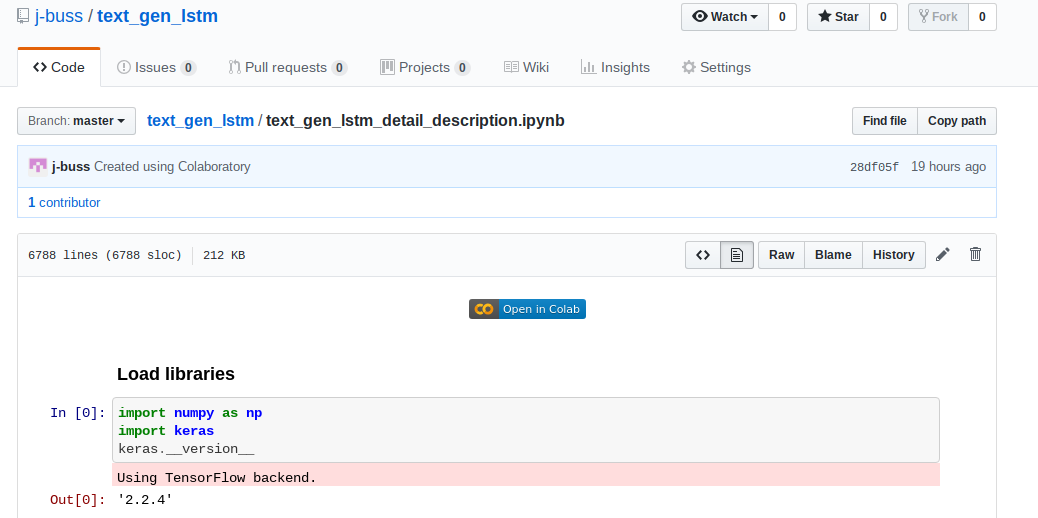 j-buss / text_gen_lstm Watch 0 Star 0 Fork 0
Code Issues 0 Pull requests 0 Projects 0 Wiki Insights Settings
Branch: master text_gen_lstm / text_gen_lstm_detail_description.ipynb Find file Copy path
j-buss Created using Colaboratory 28df05f 19 hours ago
1 contributor
6788 lines (6788 sloc) 212 KB <> Raw Blame History
Open in Colab
Load libraries
In [0]: import numpy as np
import keras
keras.__version__
Using TensorFlow backend.
Out[0]: '2.2.4'